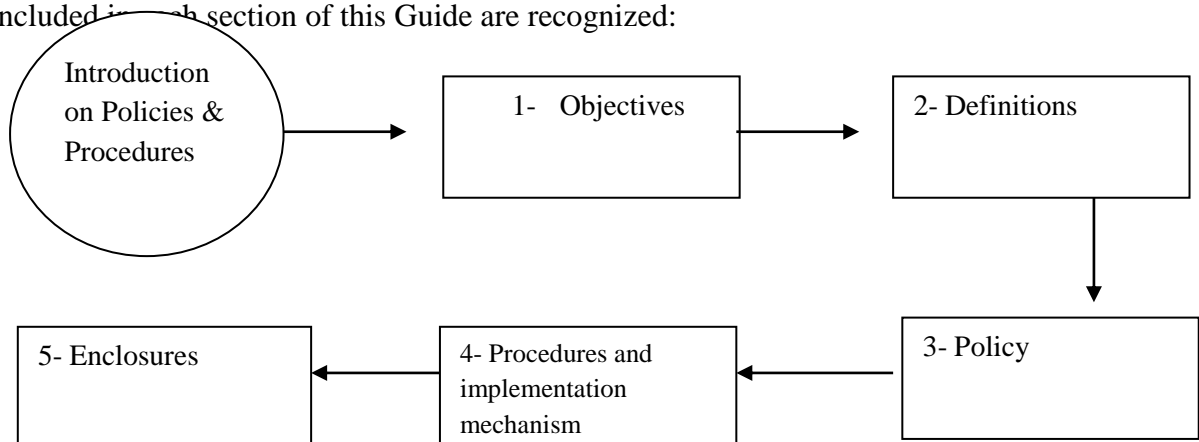 ncluded in each section of this Guide are recognized:
Introduction
on Policies &
Procedures
1- Objectives
2- Definitions
3- Policy
4- Procedures and
implementation
mechanism
5- Enclosures